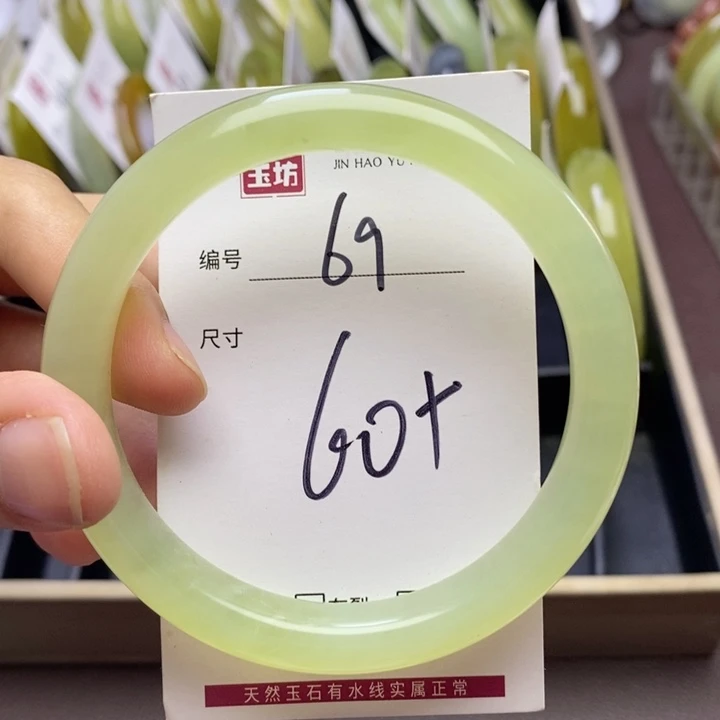 玉坊
JIN HAO YU
编号 69
尺寸 60+
天然玉石有水线实属正常